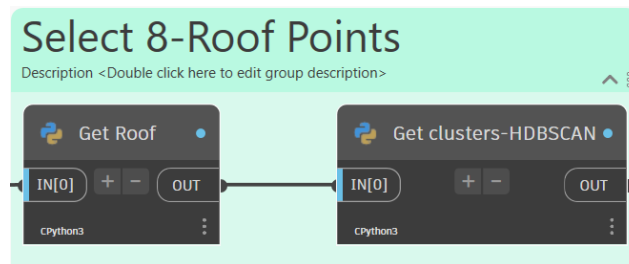 Select 8-Roof Points
Description <Double click here to edit group description>
Get Roof
Get clusters-HDBSCAN
IN[0] + - OUT
IN[0] + - OUT
CPython3
CPython3